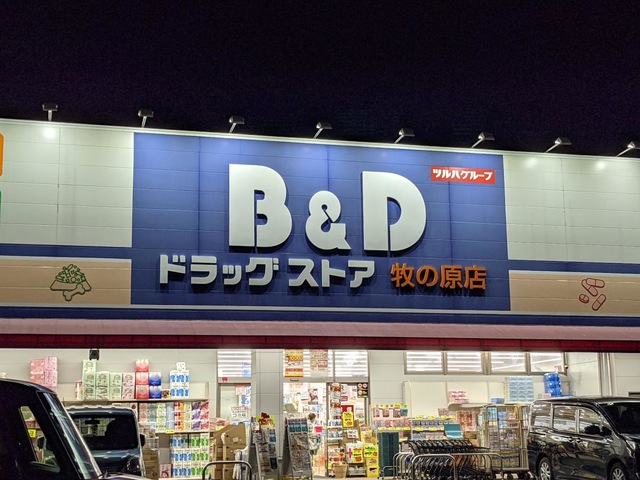 ツルハグループ
B&D
ドラッグ ストア 牧の原店